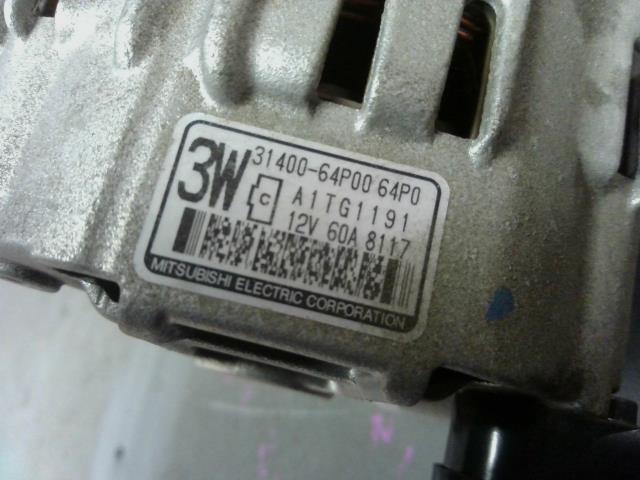 3W 31400-64P00 64P0
C A1TG1191
12V 60A 8117
MITSUBISHI ELECTRIC CORPORATION
N